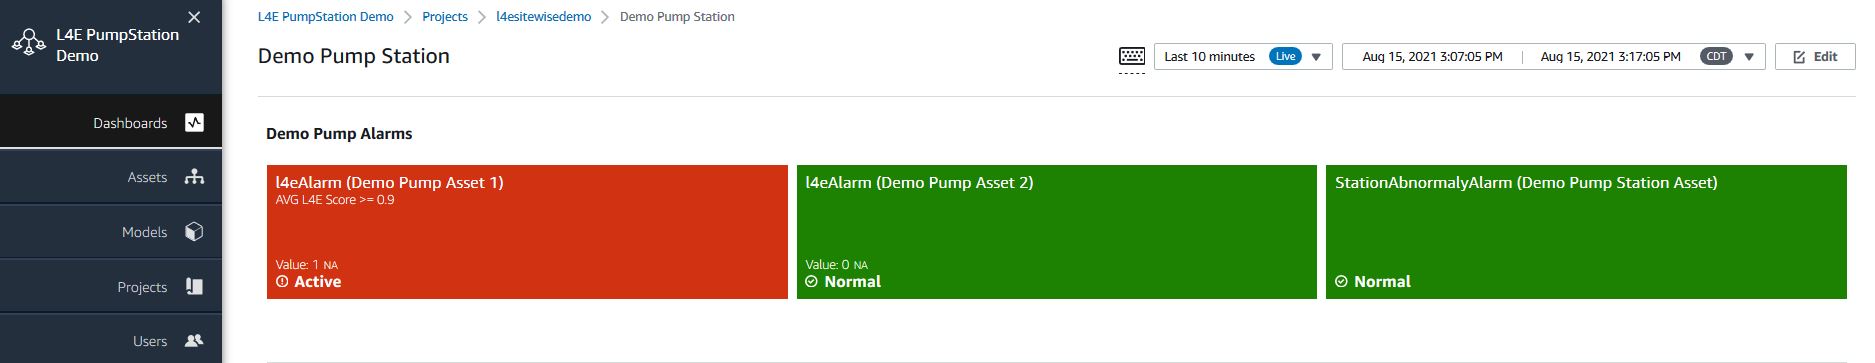 L4E PumpStation
Demo
Dashboards
Assets
Models
Projects
Users
L4E PumpStation Demo > Projects > l4esitewisedemo > Demo Pump Station
Demo Pump Station
Last 10 minutes Live
Aug 15, 2021 3:07:05 PM | Aug 15, 2021 3:17:05 PM CDT
Edit
Demo Pump Alarms
l4eAlarm (Demo Pump Asset 1)
AVG L4E Score >= 0.9
Value: 1 NA
Active
l4eAlarm (Demo Pump Asset 2)
Value: 0 NA
Normal
StationAbnormalyAlarm (Demo Pump Station Asset)
Normal